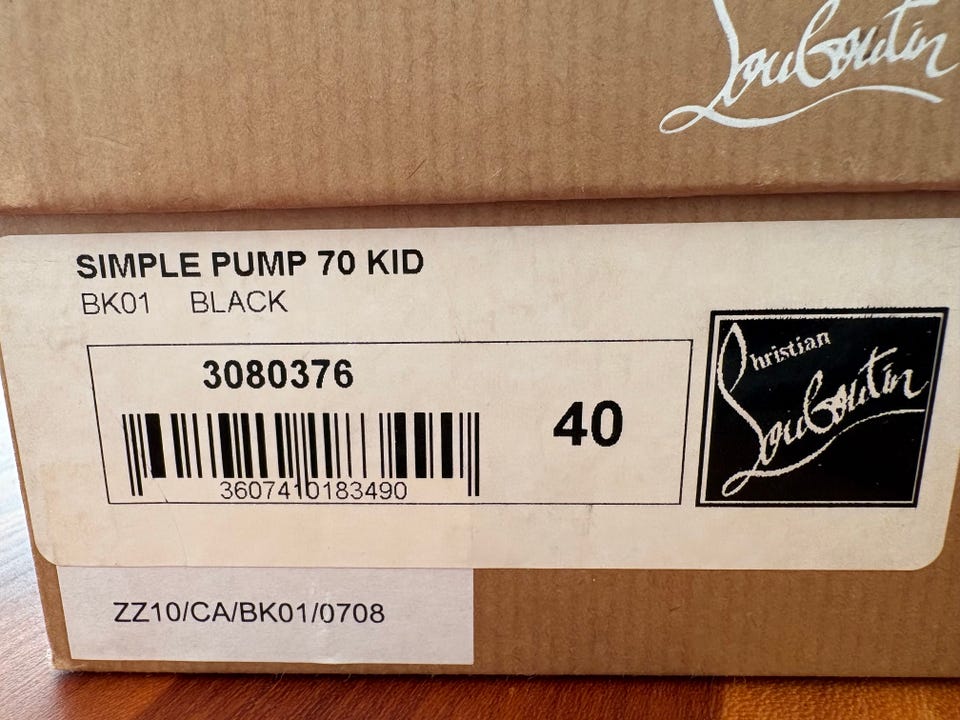 Louboutin
SIMPLE PUMP 70 KID
BK01 BLACK
3080376
3607410183490
40
Christian
Louboutin
ZZ10/CA/BK01/0708